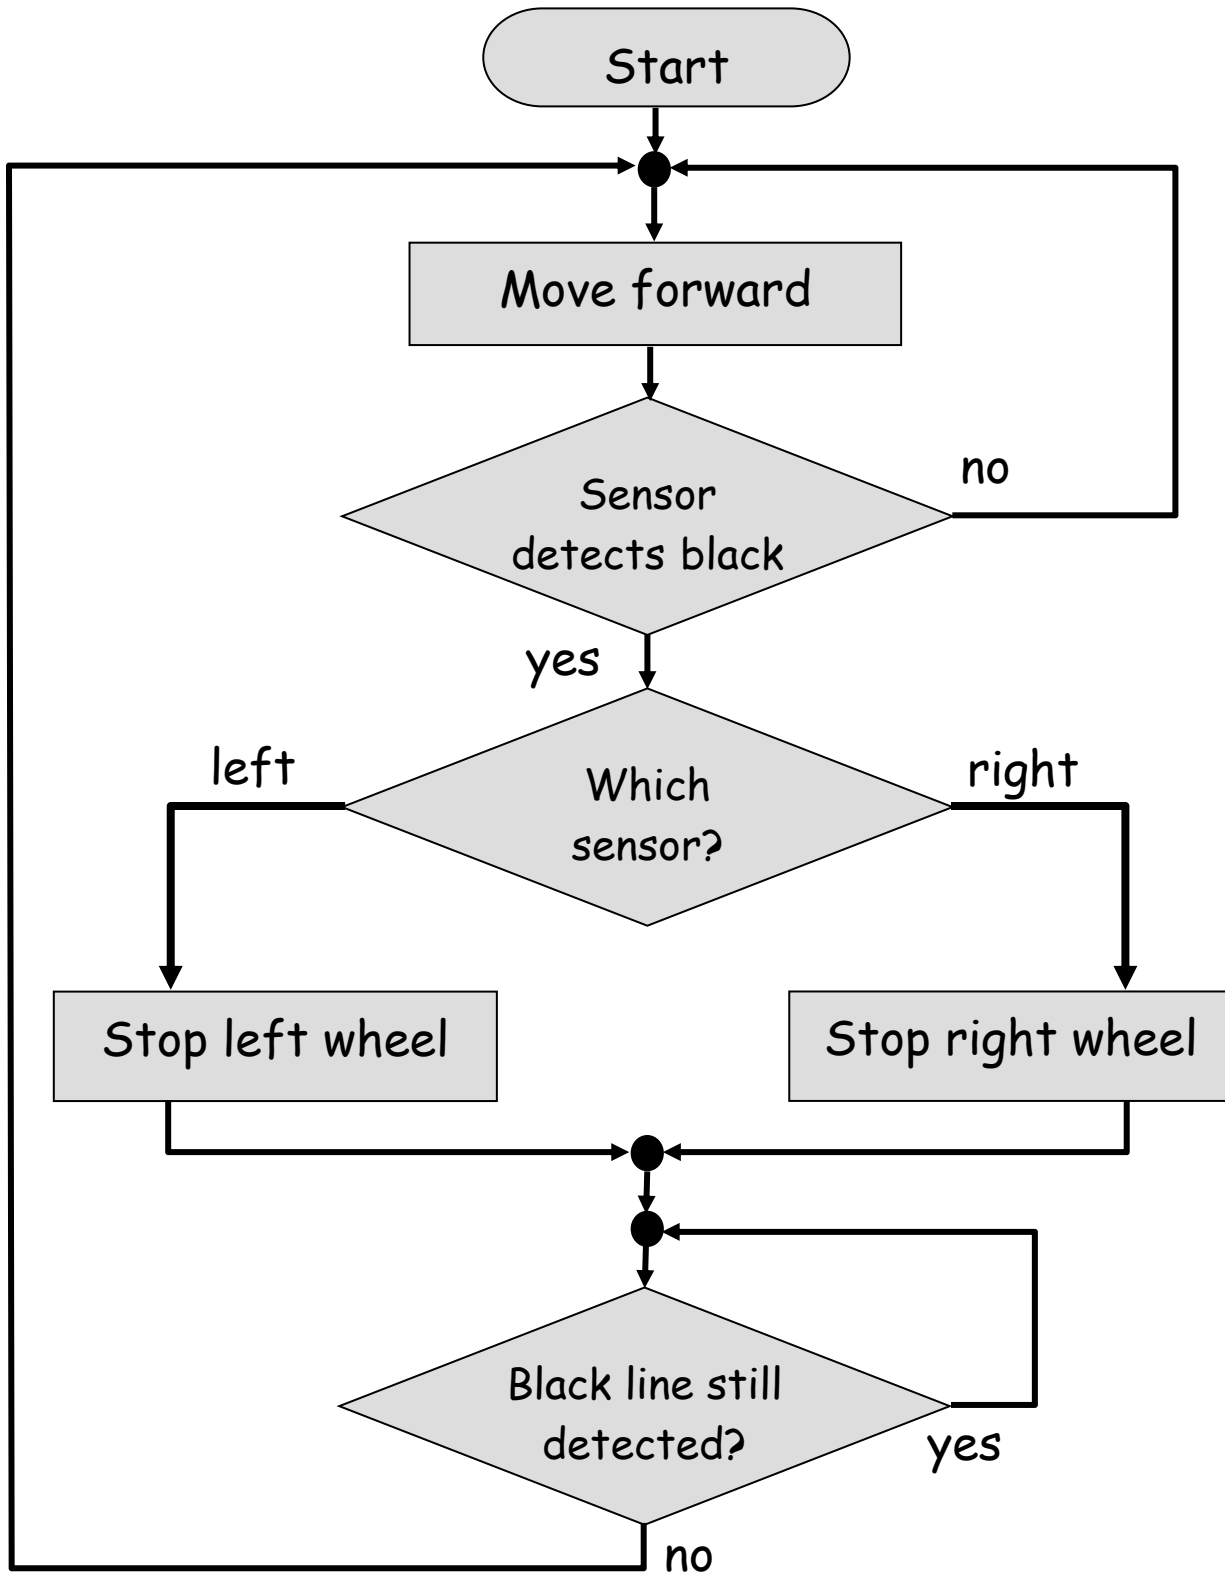 Start
Move forward
Sensor
detects black
no
yes
Which
sensor?
left
right
Stop left wheel
Stop right wheel
Black line still
detected?
yes
no